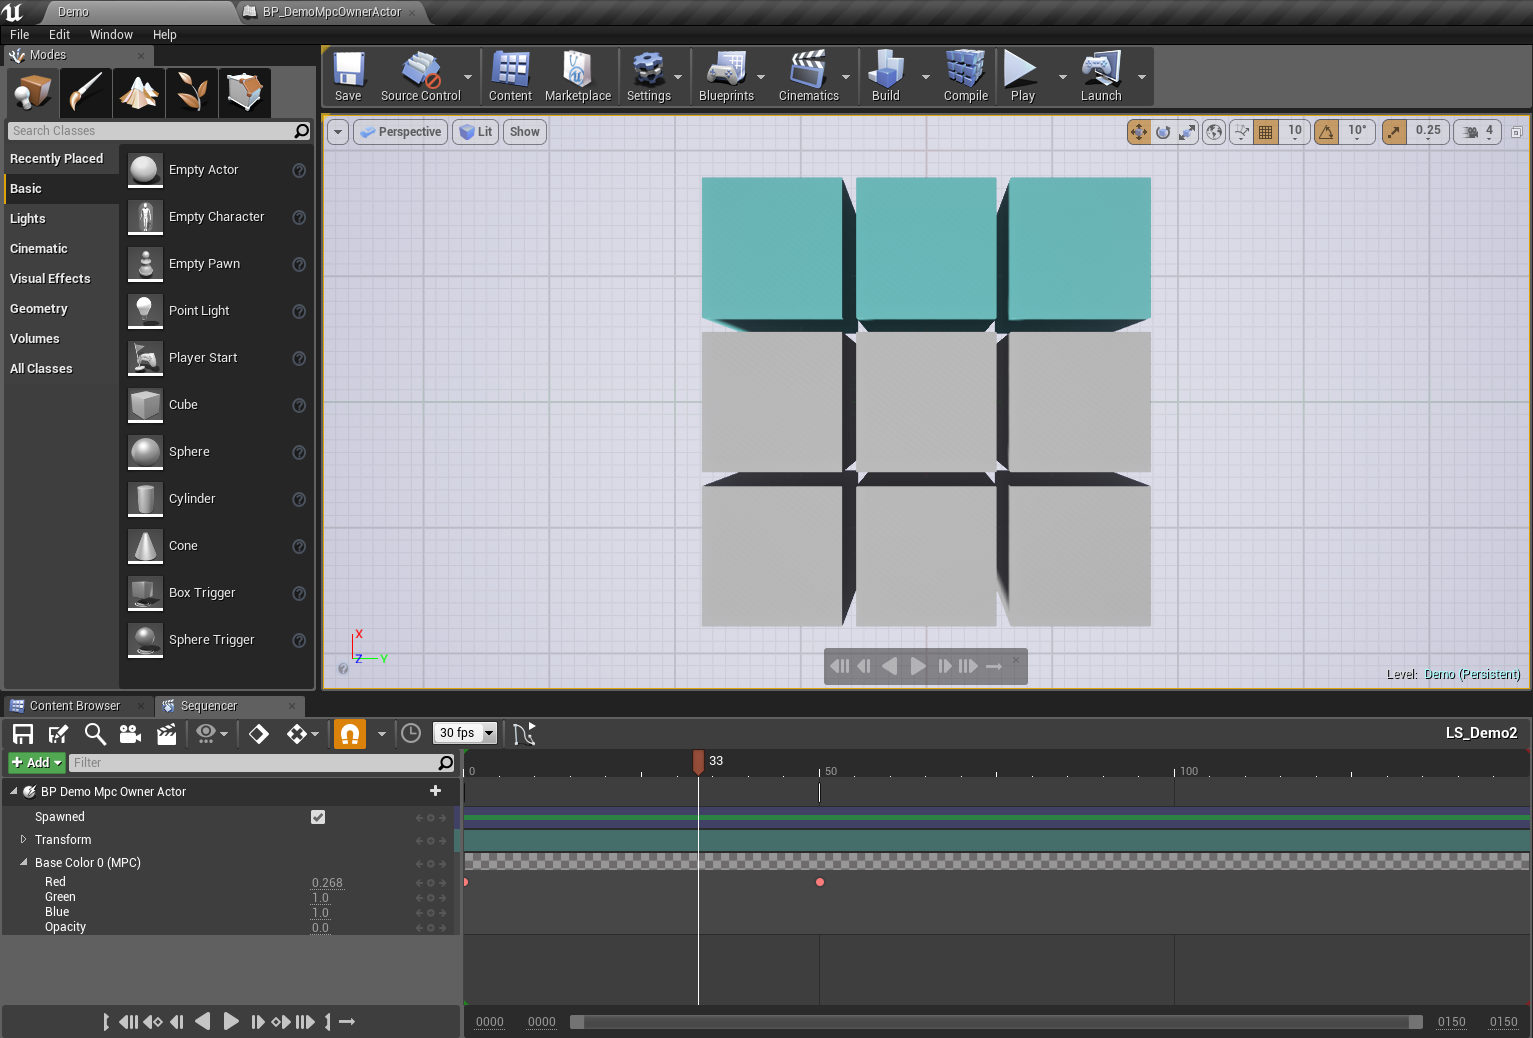 Demo
BP_DemoMpcOwnerActor
File Edit Window Help
Modes
Save Source Control Content Marketplace Settings Blueprints Cinematics Build Compile Play Launch
Search Classes
Perspective Lit Show 10 10° 0.25 4
Recently Placed
Basic
Lights
Cinematic
Visual Effects
Geometry
Volumes
All Classes
Empty Actor
Empty Character
Empty Pawn
Point Light
Player Start
Cube
Sphere
Cylinder
Cone
Box Trigger
Sphere Trigger
X
Z Y
Level: Demo (Persistent)
Content Browser Sequencer
30 fps LS_Demo2
+ Add Filter
33
0 50 100
BP Demo Mpc Owner Actor
Spawned
Transform
Base Color 0 (MPC)
Red 0.268
Green 1.0
Blue 1.0
Opacity 0.0
0000 0000 0150 0150